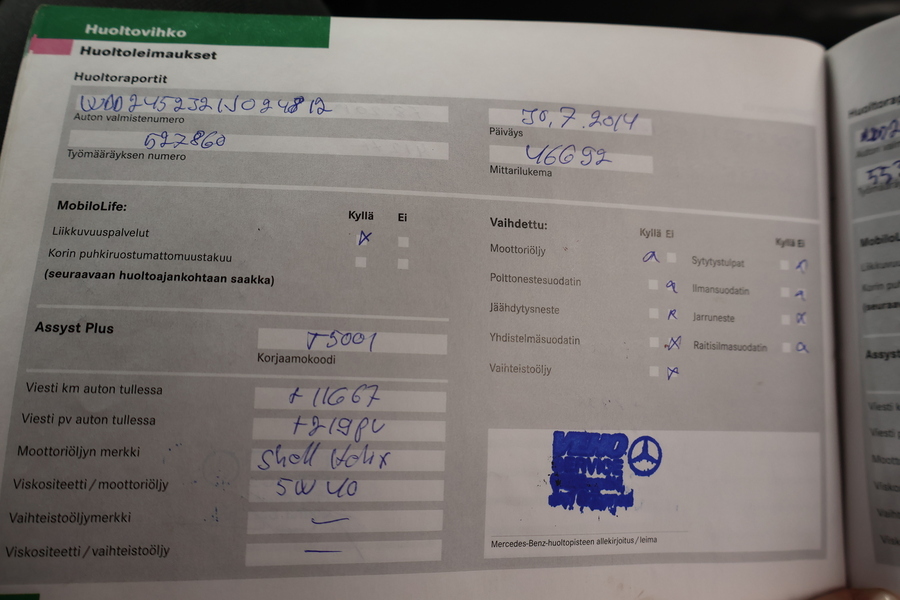 Huoltovihko
Huoltoleimaukset
Huoltoraportit
WDD2452321J024812
Auton valmistenumero
527860
Työmääräyksen numero
30.7.2014
Päiväys
46692
Mittarilukema
MobiloLife:
Kyllä Ei
Liikkuvuuspalvelut
Korin puhkiruostumattomuustakuu
(seuraavaan huoltoajankohtaan saakka)
Vaihdettu:
Kyllä Ei
Kyllä Ei
Moottoriöljy
Sytytystulpat
Polttonestesuodatin
Ilmansuodatin
Jäähdytysneste
Jarruneste
Yhdistelmäsuodatin
Raitisilmasuodatin
Vaihteistoöljy
Assyst Plus
T5001
Korjaamokoodi
Viesti km auton tullessa
+11667
Viesti pv auton tullessa
+219pv
Moottoriöljyn merkki
Shell Helix
Viskositeetti / moottoriöljy
5W40
Vaihteistoöljymerkki
Viskositeetti / vaihteistoöljy
—
VEHO
SERVICE
Mercedes-Benz-huoltopisteen allekirjoitus / leima